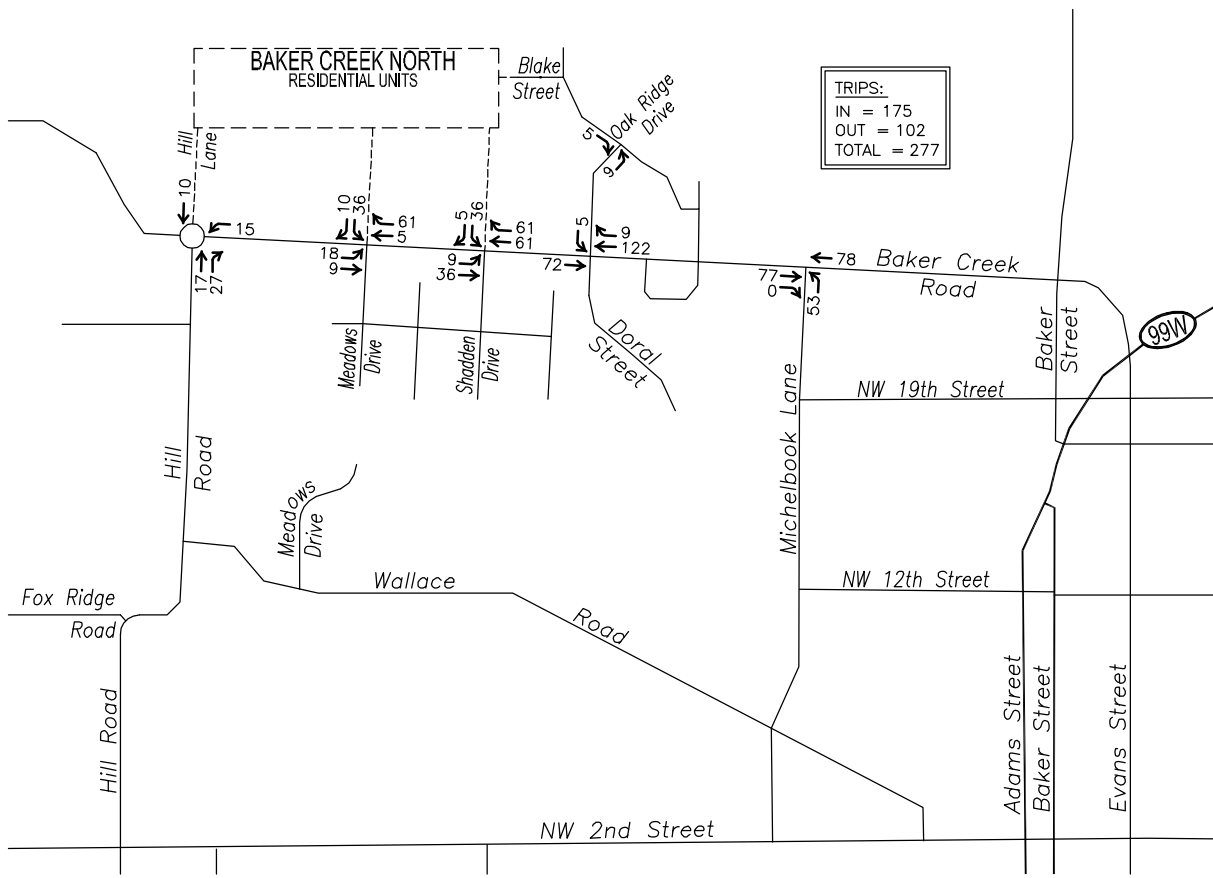 BAKER CREEK NORTH
RESIDENTIAL UNITS
Blake
Street
Oak Ridge
Drive
TRIPS:
IN = 175
OUT = 102
TOTAL = 277
Hill
Lane
5
9
10
15
17
27
10
36
61
5
18
9
5
36
61
61
9
36
5
9
122
72
78
77
0
53
Baker Creek
Road
99W
Meadows
Drive
Shadden
Drive
Doral
Street
Baker
Street
NW 19th Street
Michelbook Lane
Hill
Road
Meadows
Drive
Wallace
Road
NW 12th Street
Fox Ridge
Road
Hill Road
Adams Street
Baker Street
Evans Street
NW 2nd Street